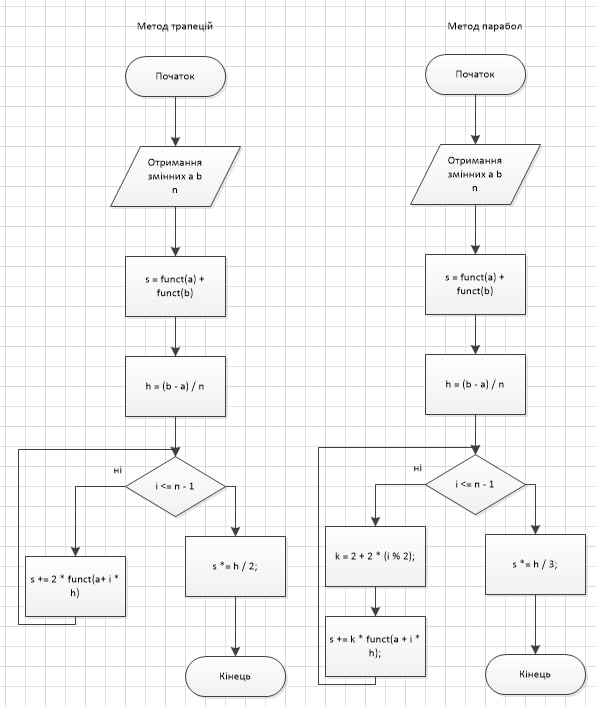 Метод трапецій
Початок
Отримання
змінних a b
n
s = funct(a) +
funct(b)
h = (b - a) / n
ні
i <= n - 1
s += 2 * funct(a+ i *
h)
s *= h / 2;
Кінець
Метод парабол
Початок
Отримання
змінних a b
n
s = funct(a) +
funct(b)
h = (b - a) / n
ні
i <= n - 1
k = 2 + 2 * (i % 2);
s += k * funct(a + i *
h);
s *= h / 3;
Кінець